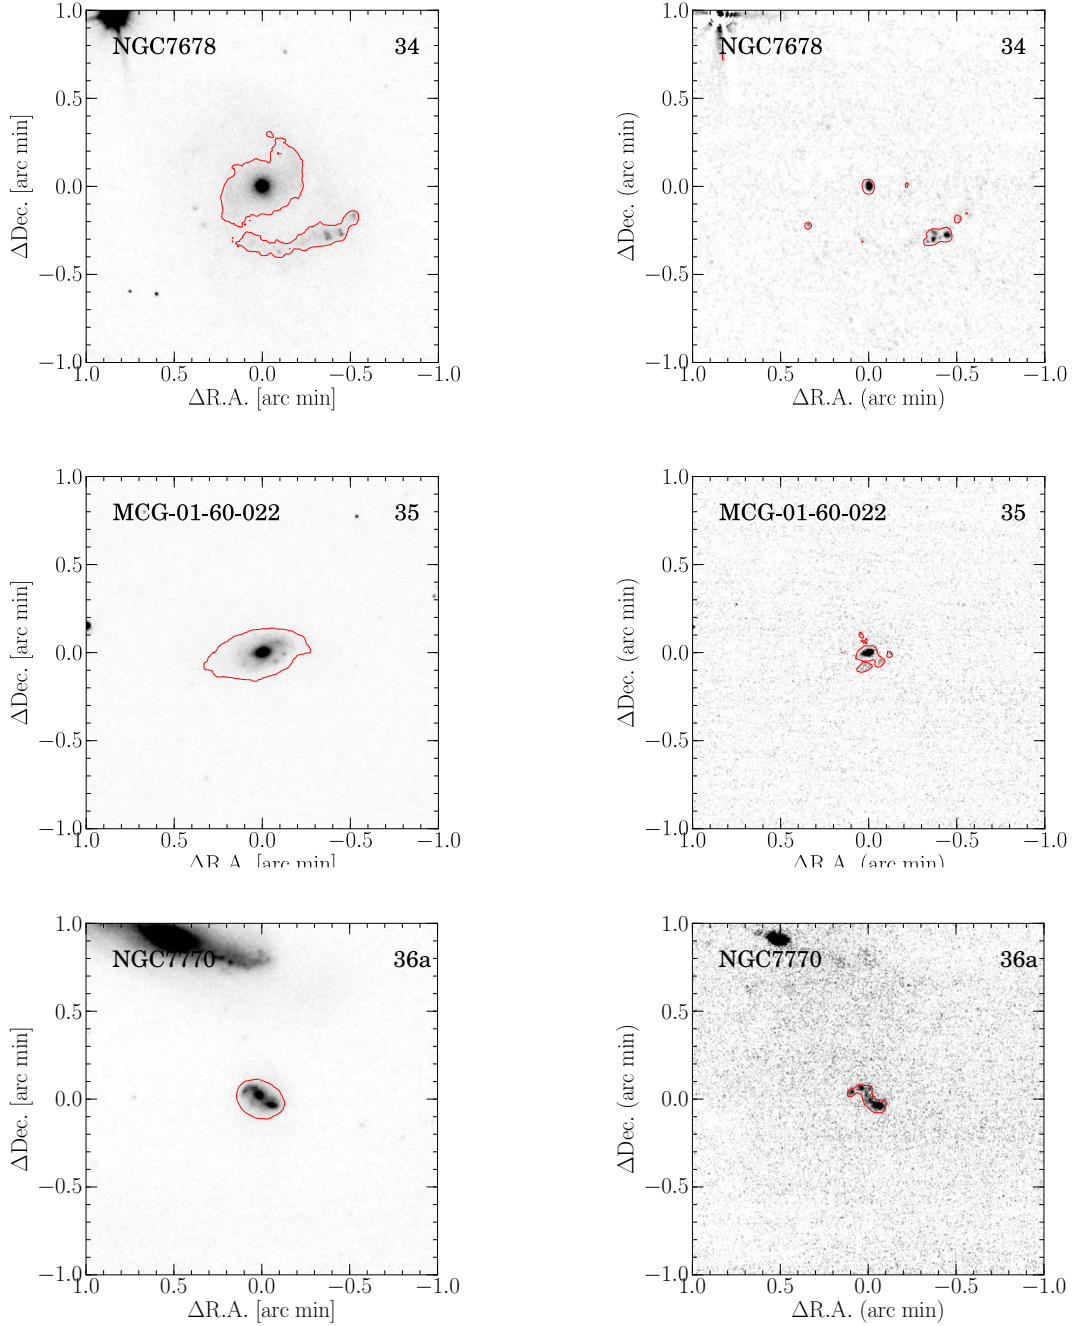 1.0
NGC7678 34
0.5
0.0
−0.5
−1.0
1.0 0.5 0.0 −0.5 −1.0
ΔR.A. [arc min]
ΔDec. [arc min]
1.0
NGC7678 34
0.5
0.0
−0.5
−1.0
1.0 0.5 0.0 −0.5 −1.0
ΔR.A. (arc min)
ΔDec. (arc min)
1.0
MCG-01-60-022 35
0.5
0.0
−0.5
−1.0
1.0 0.5 0.0 −0.5 −1.0
ΔR.A. [arc min]
ΔDec. [arc min]
1.0
MCG-01-60-022 35
0.5
0.0
−0.5
−1.0
1.0 0.5 0.0 −0.5 −1.0
ΔR.A. (arc min)
ΔDec. (arc min)
1.0
NGC7770 36a
0.5
0.0
−0.5
−1.0
1.0 0.5 0.0 −0.5 −1.0
ΔR.A. [arc min]
ΔDec. [arc min]
1.0
NGC7770 36a
0.5
0.0
−0.5
−1.0
1.0 0.5 0.0 −0.5 −1.0
ΔR.A. (arc min)
ΔDec. (arc min)